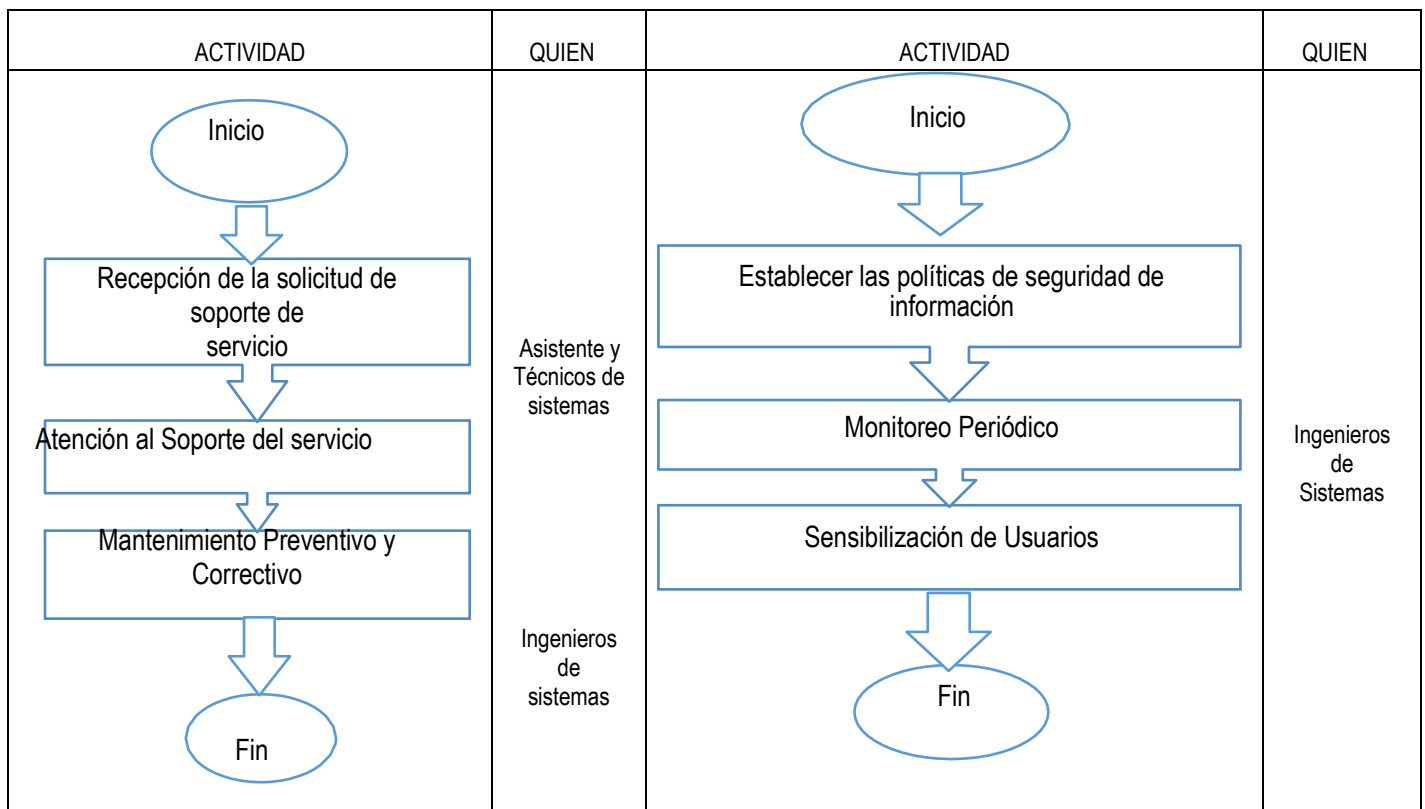 ACTIVIDAD
QUIEN
ACTIVIDAD
QUIEN
Inicio
Recepción de la solicitud de
soporte de
servicio
Atención al Soporte del servicio
Mantenimiento Preventivo y
Correctivo
Fin
Asistente y
Técnicos de
sistemas
Ingenieros
de
sistemas
Inicio
Establecer las políticas de seguridad de
información
Monitoreo Periódico
Sensibilización de Usuarios
Fin
Ingenieros
de
Sistemas